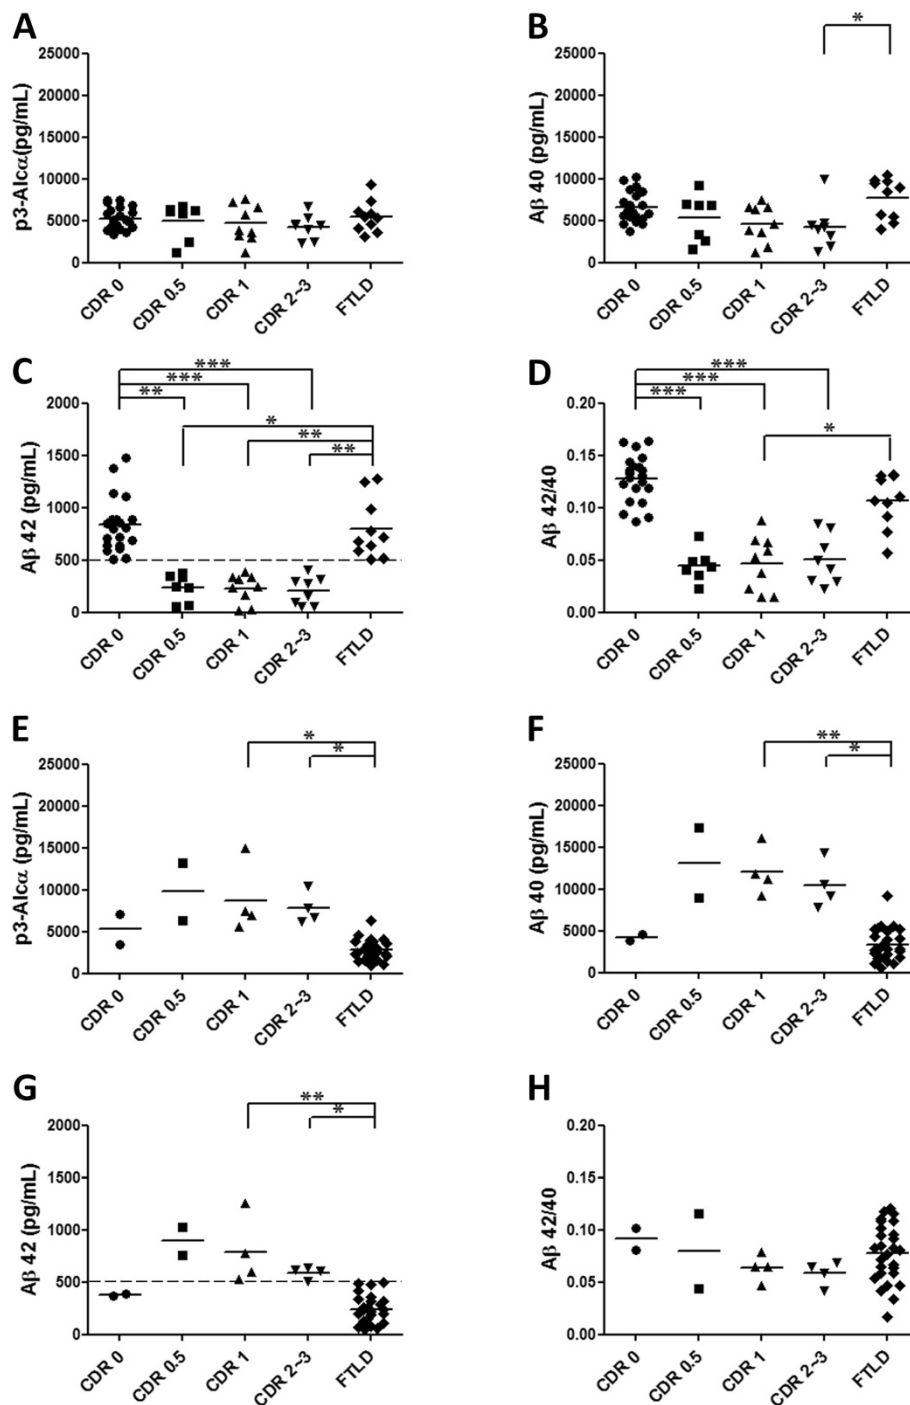 A
p3-Alcα(pg/mL)
25000
20000
15000
10000
5000
0
CDR 0
CDR 0.5
CDR 1
CDR 2~3
FTLD
B
*
Aβ 40 (pg/mL)
25000
20000
15000
10000
5000
0
CDR 0
CDR 0.5
CDR 1
CDR 2~3
FTLD
C
***
***
**
*
**
**
Aβ 42 (pg/mL)
2000
1500
1000
500
0
CDR 0
CDR 0.5
CDR 1
CDR 2~3
FTLD
D
***
***
***
*
Aβ 42/40
0.20
0.15
0.10
0.05
0.00
CDR 0
CDR 0.5
CDR 1
CDR 2~3
FTLD
E
*
*
p3-Alcα (pg/mL)
25000
20000
15000
10000
5000
0
CDR 0
CDR 0.5
CDR 1
CDR 2~3
FTLD
F
**
*
Aβ 40 (pg/mL)
25000
20000
15000
10000
5000
0
CDR 0
CDR 0.5
CDR 1
CDR 2~3
FTLD
G
**
*
Aβ 42 (pg/mL)
2000
1500
1000
500
0
CDR 0
CDR 0.5
CDR 1
CDR 2~3
FTLD
H
Aβ 42/40
0.20
0.15
0.10
0.05
0.00
CDR 0
CDR 0.5
CDR 1
CDR 2~3
FTLD